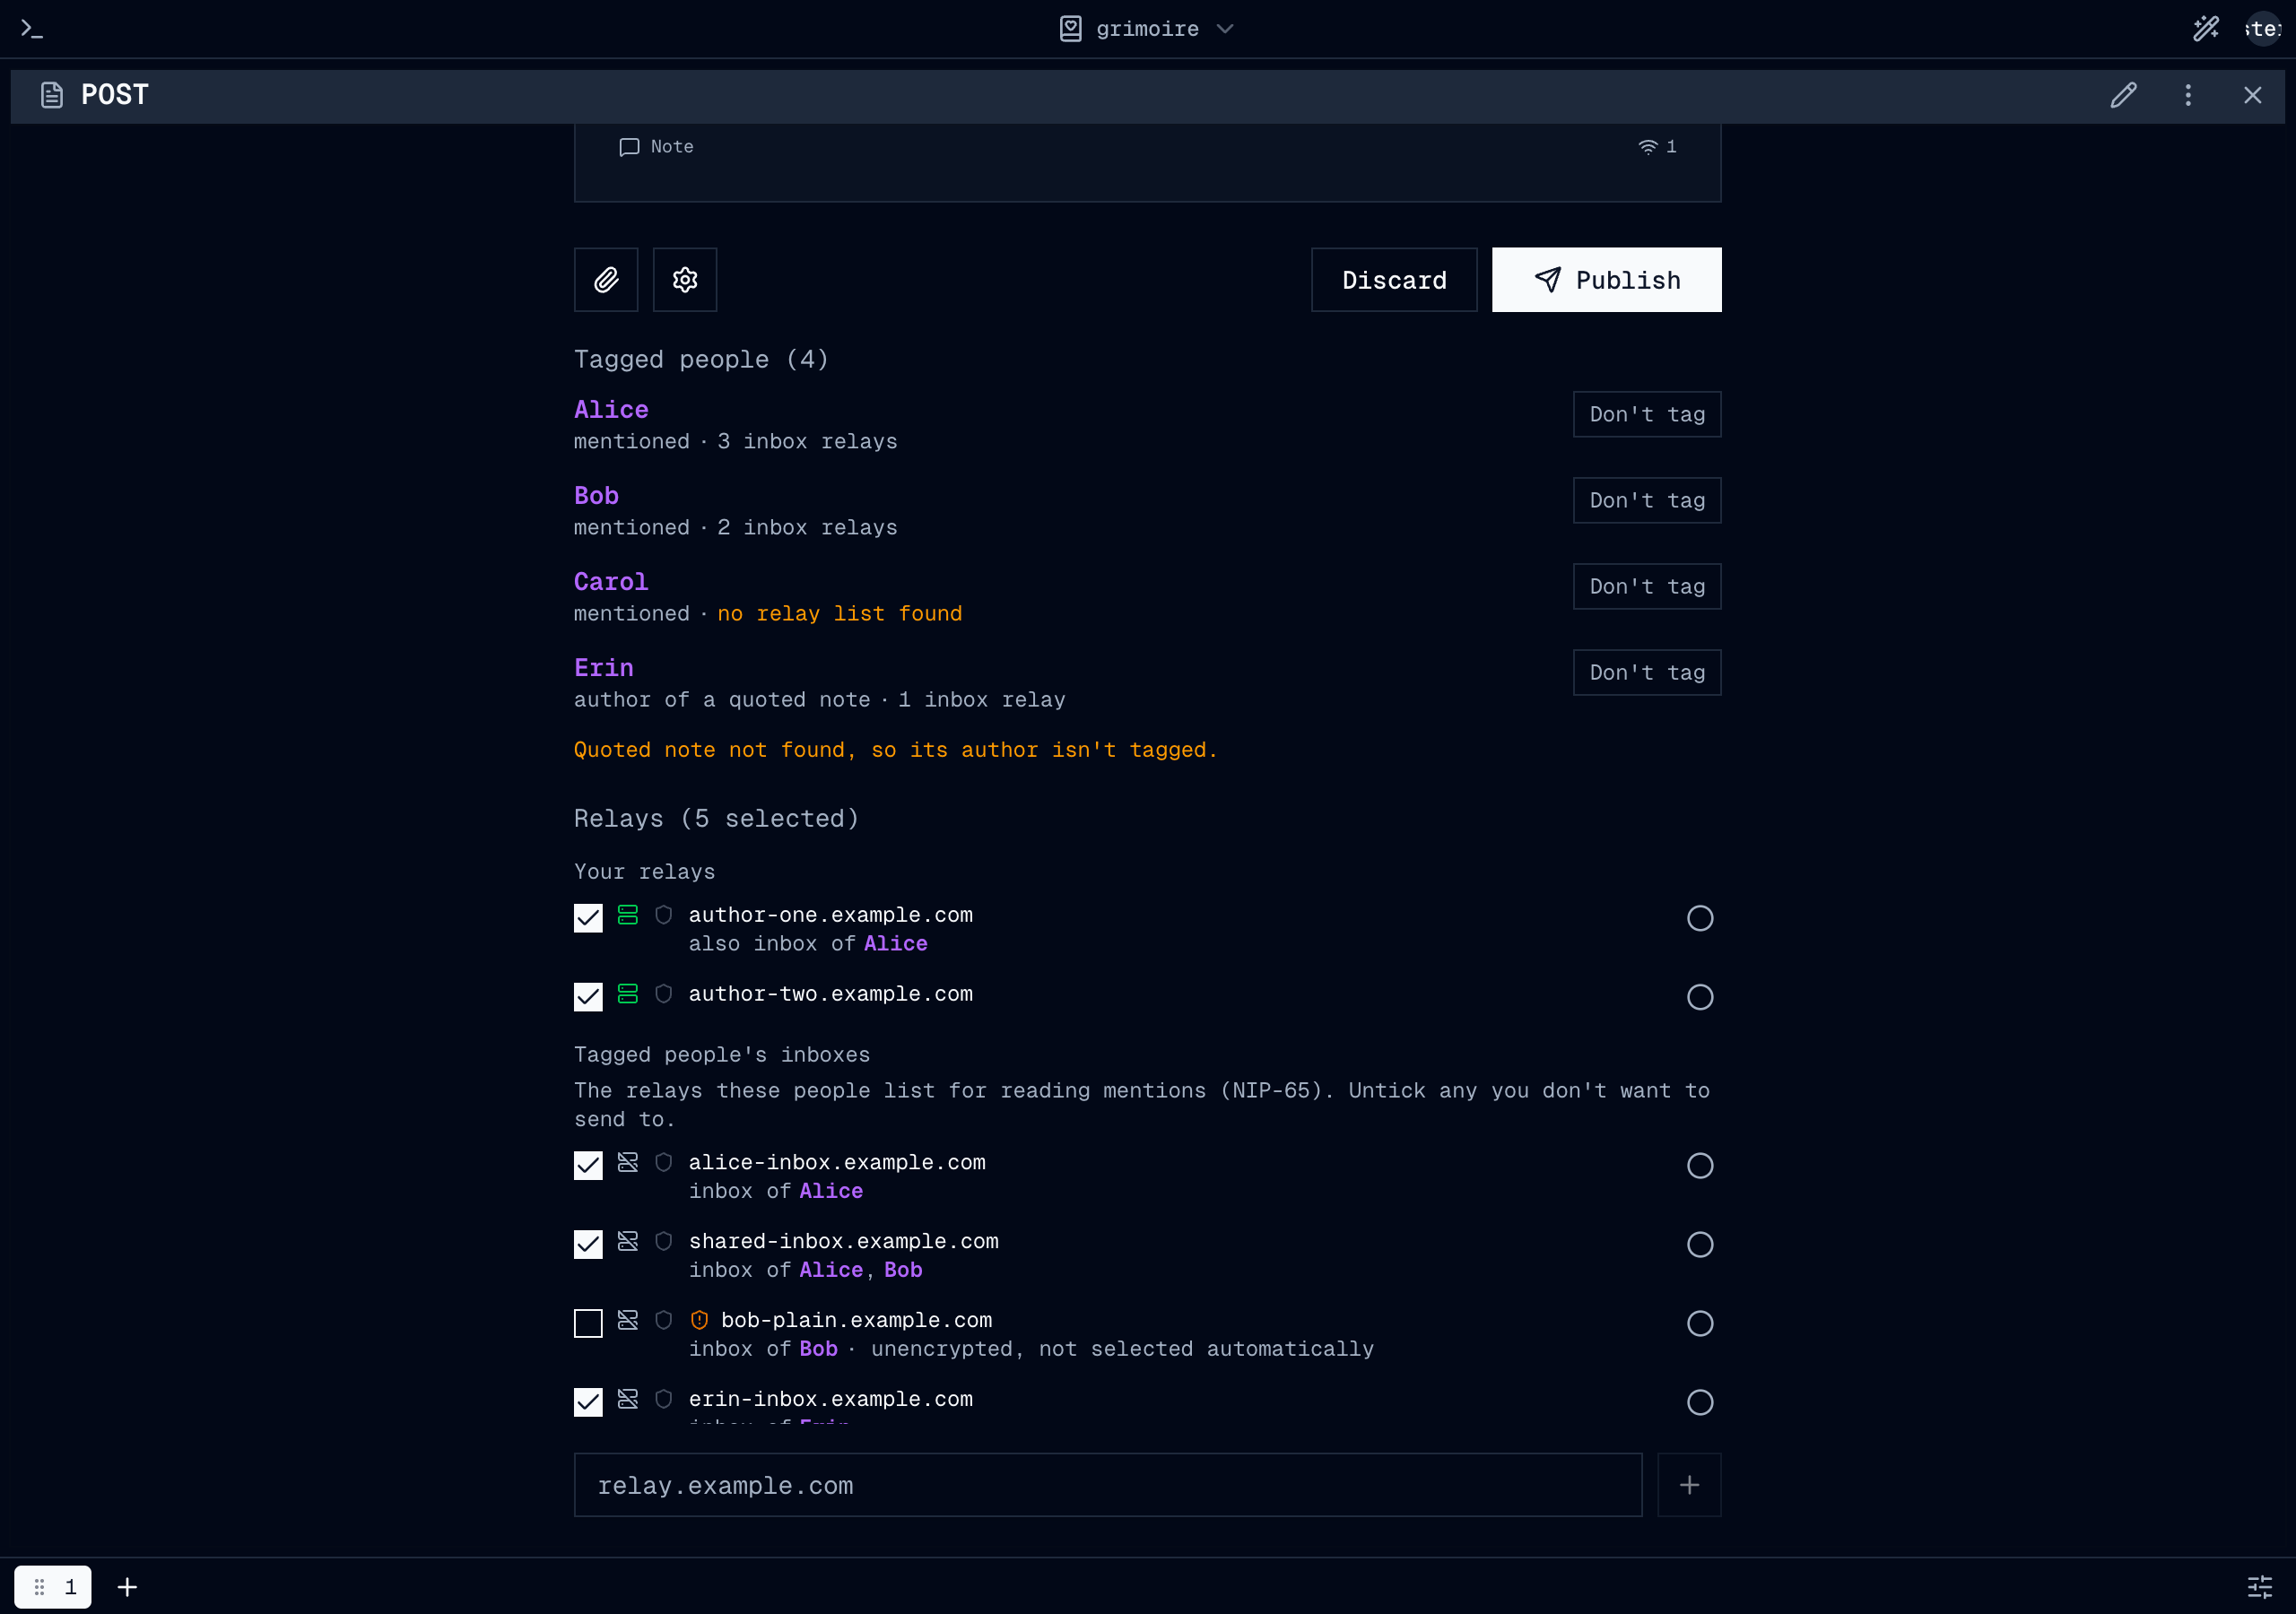 grimoire
POST
Note
1
Discard
Publish
Tagged people (4)
Alice
Don't tag
mentioned · 3 inbox relays
Bob
Don't tag
mentioned · 2 inbox relays
Carol
Don't tag
mentioned · no relay list found
Erin
Don't tag
author of a quoted note · 1 inbox relay
Quoted note not found, so its author isn't tagged.
Relays (5 selected)
Your relays
author-one.example.com
also inbox of Alice
author-two.example.com
Tagged people's inboxes
The relays these people list for reading mentions (NIP-65). Untick any you don't want to
send to.
alice-inbox.example.com
inbox of Alice
shared-inbox.example.com
inbox of Alice, Bob
bob-plain.example.com
inbox of Bob · unencrypted, not selected automatically
erin-inbox.example.com
inbox of Erin
relay.example.com
1